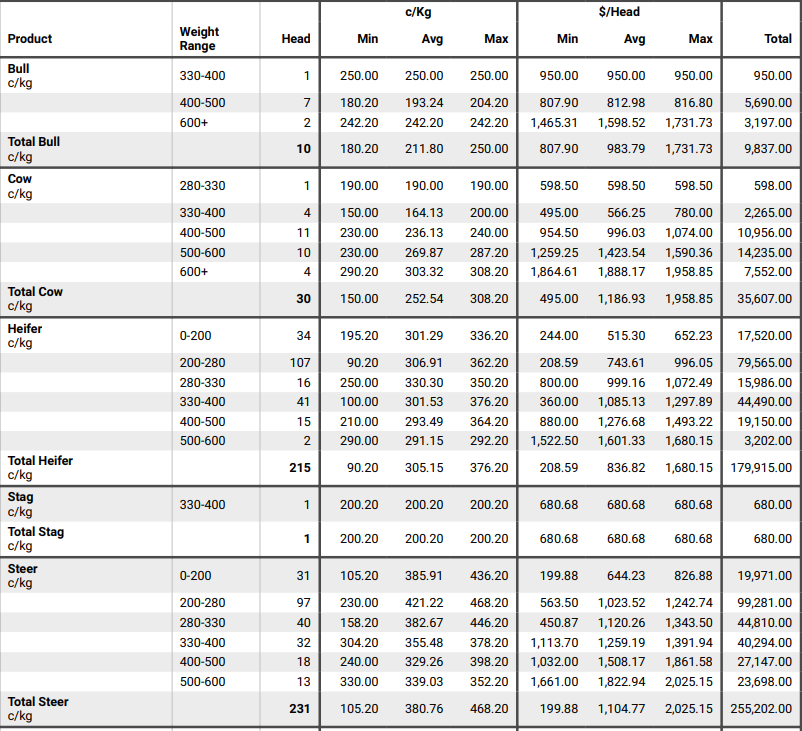 c/Kg $/Head
Product Weight Range Head Min Avg Max Min Avg Max Total
Bull
c/kg 330-400 1 250.00 250.00 250.00 950.00 950.00 950.00 950.00
400-500 7 180.20 193.24 204.20 807.90 812.98 816.80 5,690.00
600+ 2 242.20 242.20 242.20 1,465.31 1,598.52 1,731.73 3,197.00
Total Bull
c/kg 10 180.20 211.80 250.00 807.90 983.79 1,731.73 9,837.00
Cow
c/kg 280-330 1 190.00 190.00 190.00 598.50 598.50 598.50 598.00
330-400 4 150.00 164.13 200.00 495.00 566.25 780.00 2,265.00
400-500 11 230.00 236.13 240.00 954.50 996.03 1,074.00 10,956.00
500-600 10 230.00 269.87 287.20 1,259.25 1,423.54 1,590.36 14,235.00
600+ 4 290.20 303.32 308.20 1,864.61 1,888.17 1,958.85 7,552.00
Total Cow
c/kg 30 150.00 252.54 308.20 495.00 1,186.93 1,958.85 35,607.00
Heifer
c/kg 0-200 34 195.20 301.29 336.20 244.00 515.30 652.23 17,520.00
200-280 107 90.20 306.91 362.20 208.59 743.61 996.05 79,565.00
280-330 16 250.00 330.30 350.20 800.00 999.16 1,072.49 15,986.00
330-400 41 100.00 301.53 376.20 360.00 1,085.13 1,297.89 44,490.00
400-500 15 210.00 293.49 364.20 880.00 1,276.68 1,493.22 19,150.00
500-600 2 290.00 291.15 292.20 1,522.50 1,601.33 1,680.15 3,202.00
Total Heifer
c/kg 215 90.20 305.15 376.20 208.59 836.82 1,680.15 179,915.00
Stag
c/kg 330-400 1 200.20 200.20 200.20 680.68 680.68 680.68 680.00
Total Stag
c/kg 1 200.20 200.20 200.20 680.68 680.68 680.68 680.00
Steer
c/kg 0-200 31 105.20 385.91 436.20 199.88 644.23 826.88 19,971.00
200-280 97 230.00 421.22 468.20 563.50 1,023.52 1,242.74 99,281.00
280-330 40 158.20 382.67 446.20 450.87 1,120.26 1,343.50 44,810.00
330-400 32 304.20 355.48 378.20 1,113.70 1,259.19 1,391.94 40,294.00
400-500 18 240.00 329.26 398.20 1,032.00 1,508.17 1,861.58 27,147.00
500-600 13 330.00 339.03 352.20 1,661.00 1,822.94 2,025.15 23,698.00
Total Steer
c/kg 231 105.20 380.76 468.20 199.88 1,104.77 2,025.15 255,202.00